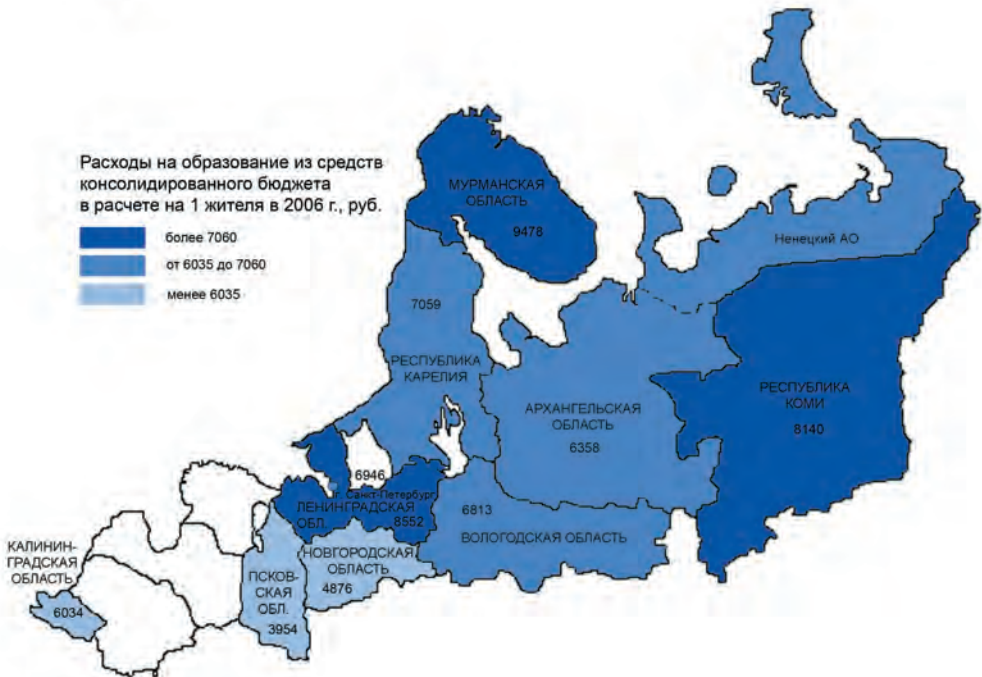 Расходы на образование из средств
консолидированного бюджета
в расчете на 1 жителя в 2006 г., руб.
более 7060
от 6035 до 7060
менее 6035
МУРМАНСКАЯ
ОБЛАСТЬ
9478
Ненецкий АО
7059
РЕСПУБЛИКА
КАРЕЛИЯ
РЕСПУБЛИКА
КОМИ
8140
АРХАНГЕЛЬСКАЯ
ОБЛАСТЬ
6358
6946
г. Санкт-Петербург
ЛЕНИНГРАДСКАЯ
ОБЛ.
8552
6813
ВОЛОГОДСКАЯ ОБЛАСТЬ
НОВГОРОДСКАЯ
ОБЛАСТЬ
4876
КАЛИНИН-
ГРАДСКАЯ
ОБЛАСТЬ
6034
ПСКОВ-
СКАЯ
ОБЛ.
3954